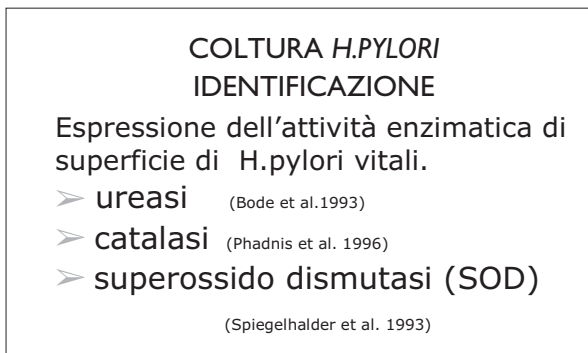 COLTURA H.PYLORI
IDENTIFICAZIONE
Espressione dell’attività enzimatica di
superficie di H.pylori vitali.
➢ ureasi (Bode et al.1993)
➢ catalasi (Phadnis et al. 1996)
➢ superossido dismutasi (SOD)
(Spiegelhalder et al. 1993)